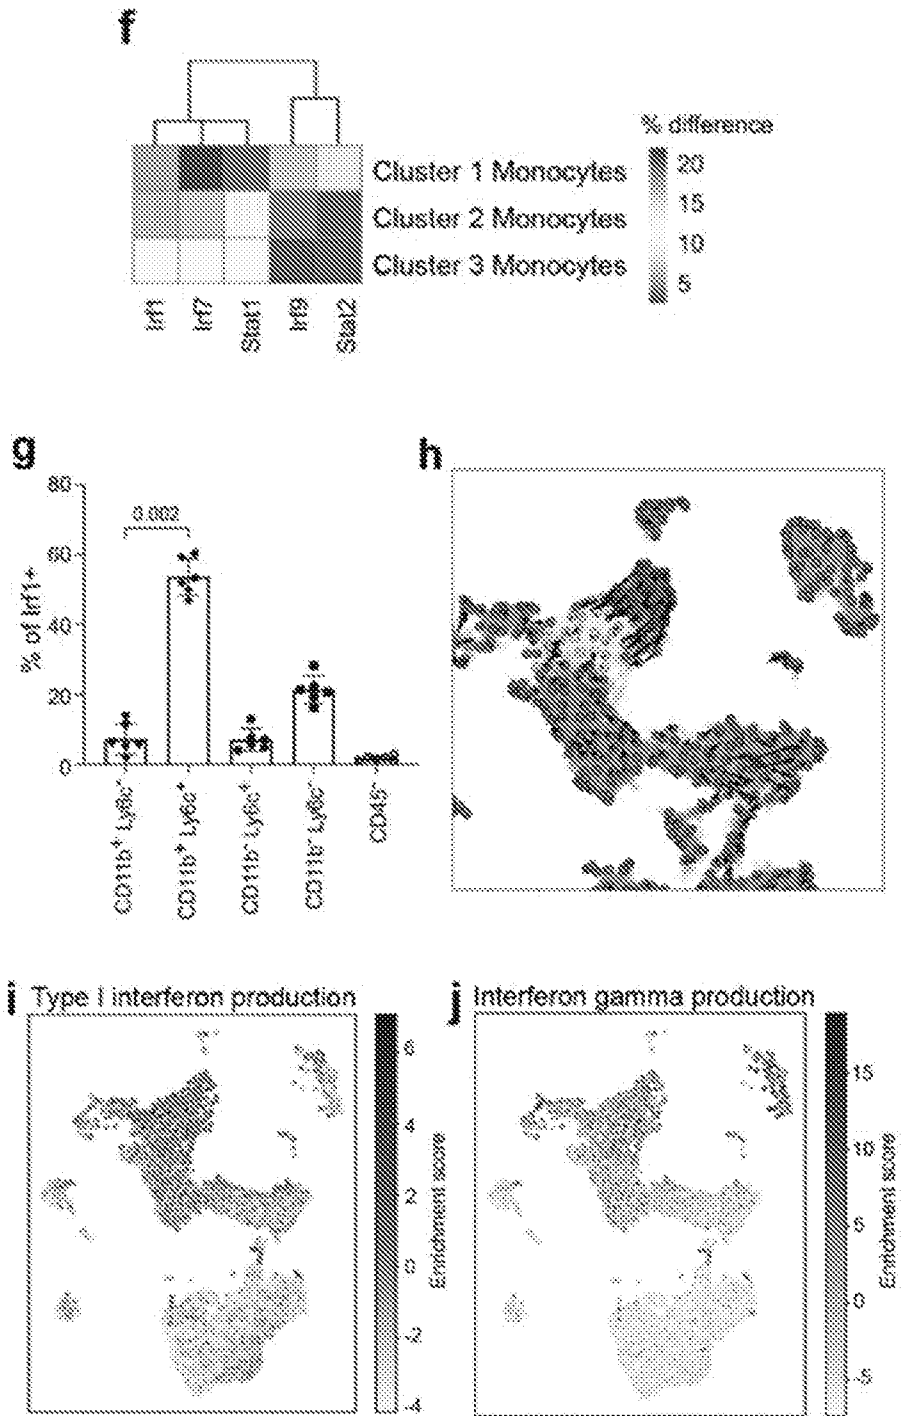 f
% difference
20
15
10
5
Cluster 1 Monocytes
Cluster 2 Monocytes
Cluster 3 Monocytes
Irf1 Irf7 Stat1 Irf9 Stat2
g
% of Irf1+
80
60
40
20
0
0.002
CD11b+ Ly6c-
CD11b+ Ly6c+
CD11b- Ly6c+
CD11b- Ly6c-
CD45-
h
i Type I interferon production
6
4
2
0
-2
-4
Enrichment score
j Interferon gamma production
15
10
5
0
-5
Enrichment score